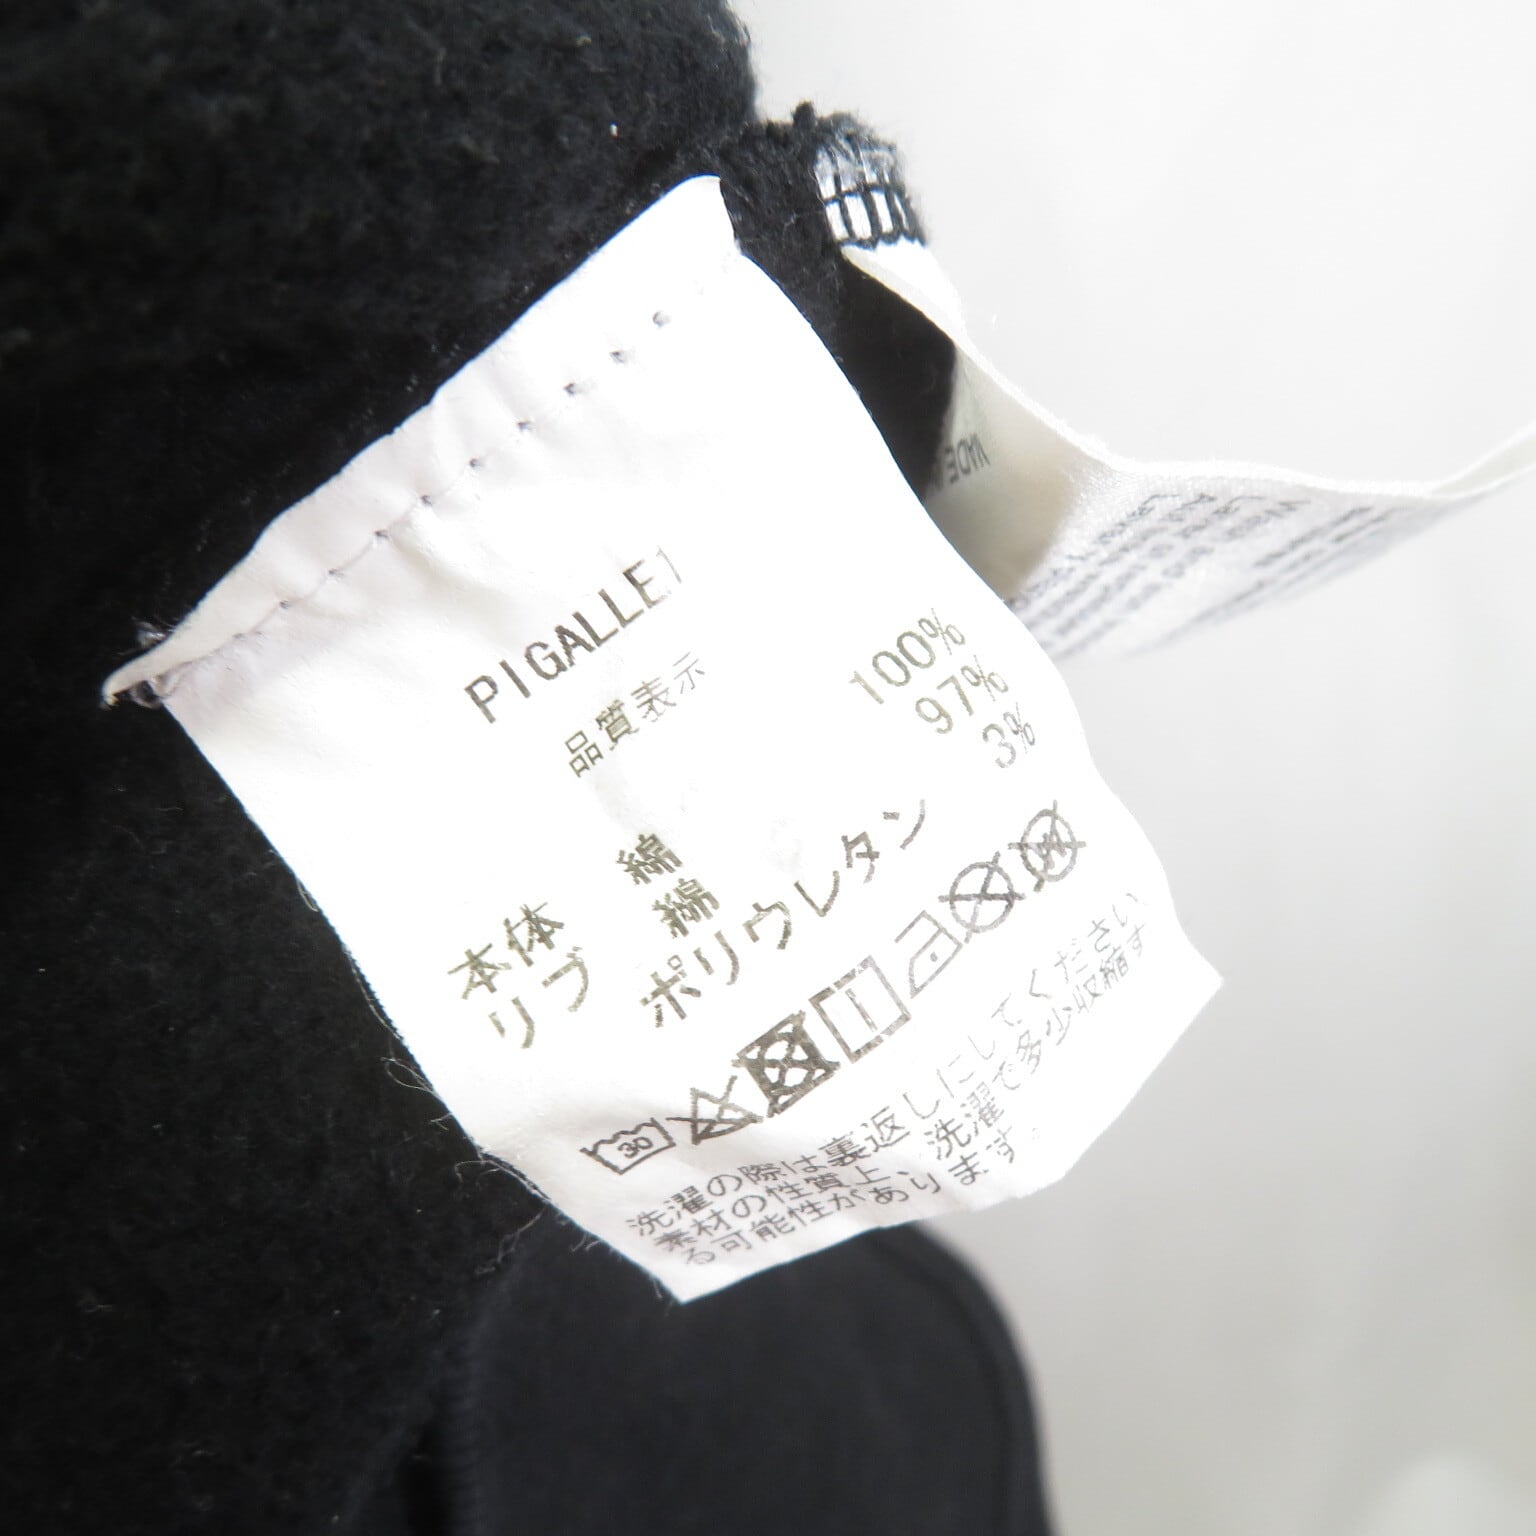 PIGALLE1
品質表示
本体 綿 100%
リブ 綿 97%
ポリウレタン 3%
30
洗濯の際は裏返しにしてください、
素材の性質上、洗濯で多少収縮す
る可能性があります。
MADE